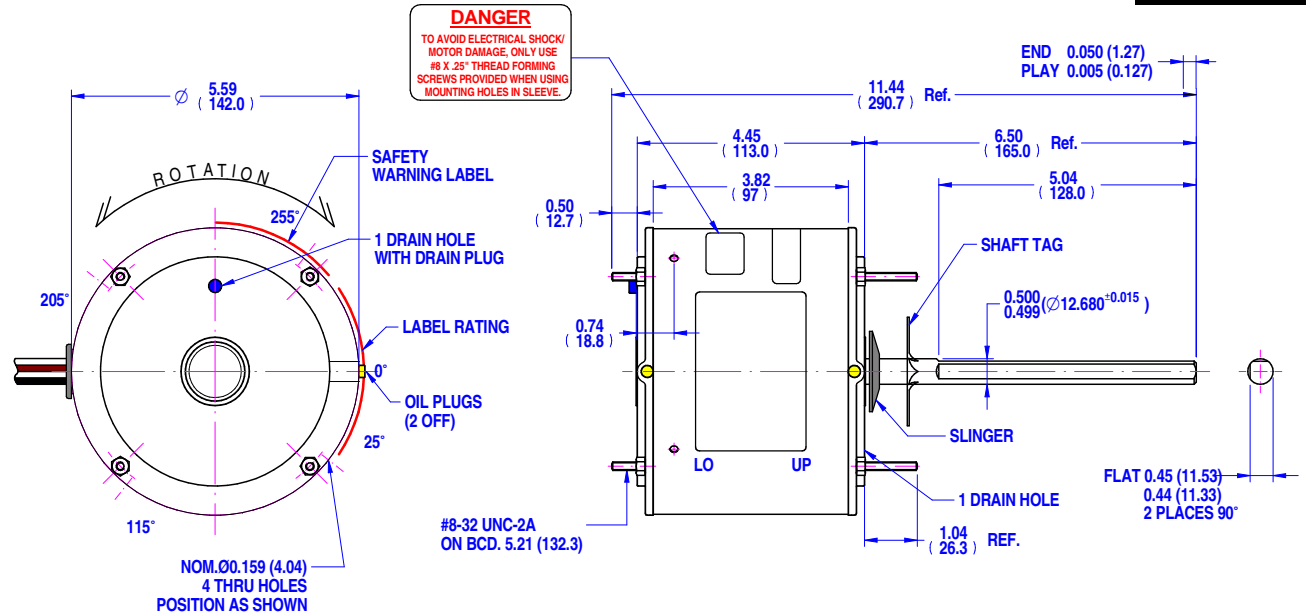 DANGER
TO AVOID ELECTRICAL SHOCK/
MOTOR DAMAGE, ONLY USE
#8 X .25" THREAD FORMING
SCREWS PROVIDED WHEN USING
MOUNTING HOLES IN SLEEVE.
END 0.050 (1.27)
PLAY 0.005 (0.127)
Ø 5.59
( 142.0 )
11.44
( 290.7 ) Ref.
4.45
( 113.0 )
6.50
( 165.0 ) Ref.
3.82
( 97 )
5.04
( 128.0 )
0.50
( 12.7 )
ROTATION
SAFETY
WARNING LABEL
255°
1 DRAIN HOLE
WITH DRAIN PLUG
SHAFT TAG
205°
0.500
0.499 (Ø12.680±0.015 )
LABEL RATING
0.74
( 18.8 )
0°
OIL PLUGS
(2 OFF)
25°
SLINGER
LO UP
FLAT 0.45 (11.53)
0.44 (11.33)
2 PLACES 90°
1 DRAIN HOLE
115°
#8-32 UNC-2A
ON BCD. 5.21 (132.3)
1.04
( 26.3 ) REF.
NOM.Ø0.159 (4.04)
4 THRU HOLES
POSITION AS SHOWN